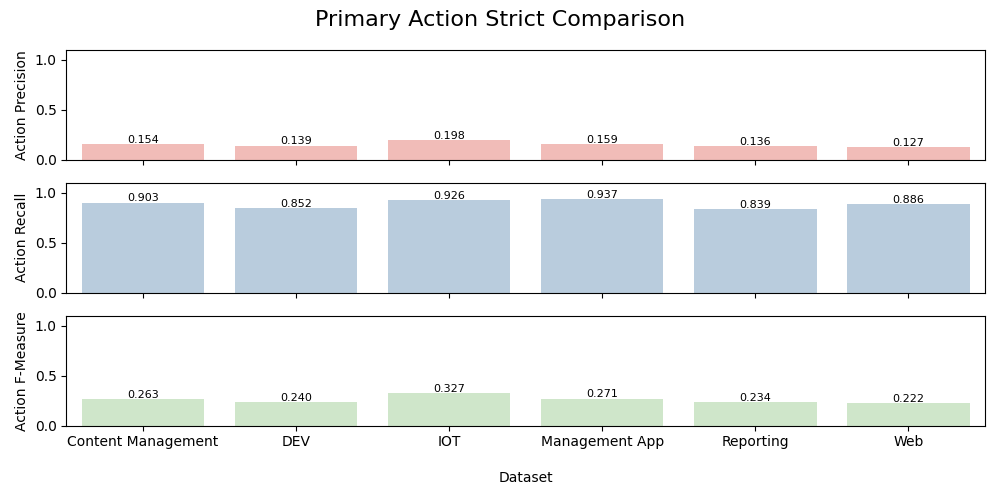 Primary Action Strict Comparison
Action Precision
1.0
0.5
0.0
0.154
0.139
0.198
0.159
0.136
0.127
Action Recall
1.0
0.5
0.0
0.903
0.852
0.926
0.937
0.839
0.886
Action F-Measure
1.0
0.5
0.0
0.263
0.240
0.327
0.271
0.234
0.222
Content Management
DEV
IOT
Management App
Reporting
Web
Dataset